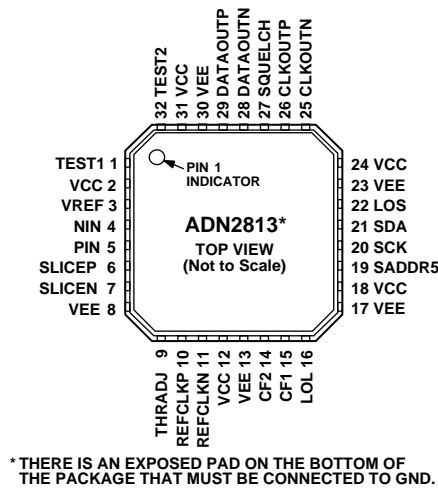 32 TEST2
31 VCC
30 VEE
29 DATAOUTP
28 DATAOUTN
27 SQUELCH
26 CLKOUTP
25 CLKOUTN
TEST1 1
VCC 2
VREF 3
NIN 4
PIN 5
SLICEP 6
SLICEN 7
VEE 8
PIN 1
INDICATOR
ADN2813*
TOP VIEW
(Not to Scale)
24 VCC
23 VEE
22 LOS
21 SDA
20 SCK
19 SADDR5
18 VCC
17 VEE
THRADJ 9
REFCLKP 10
REFCLKN 11
VCC 12
VEE 13
CF2 14
CF1 15
LOL 16
* THERE IS AN EXPOSED PAD ON THE BOTTOM OF
THE PACKAGE THAT MUST BE CONNECTED TO GND.